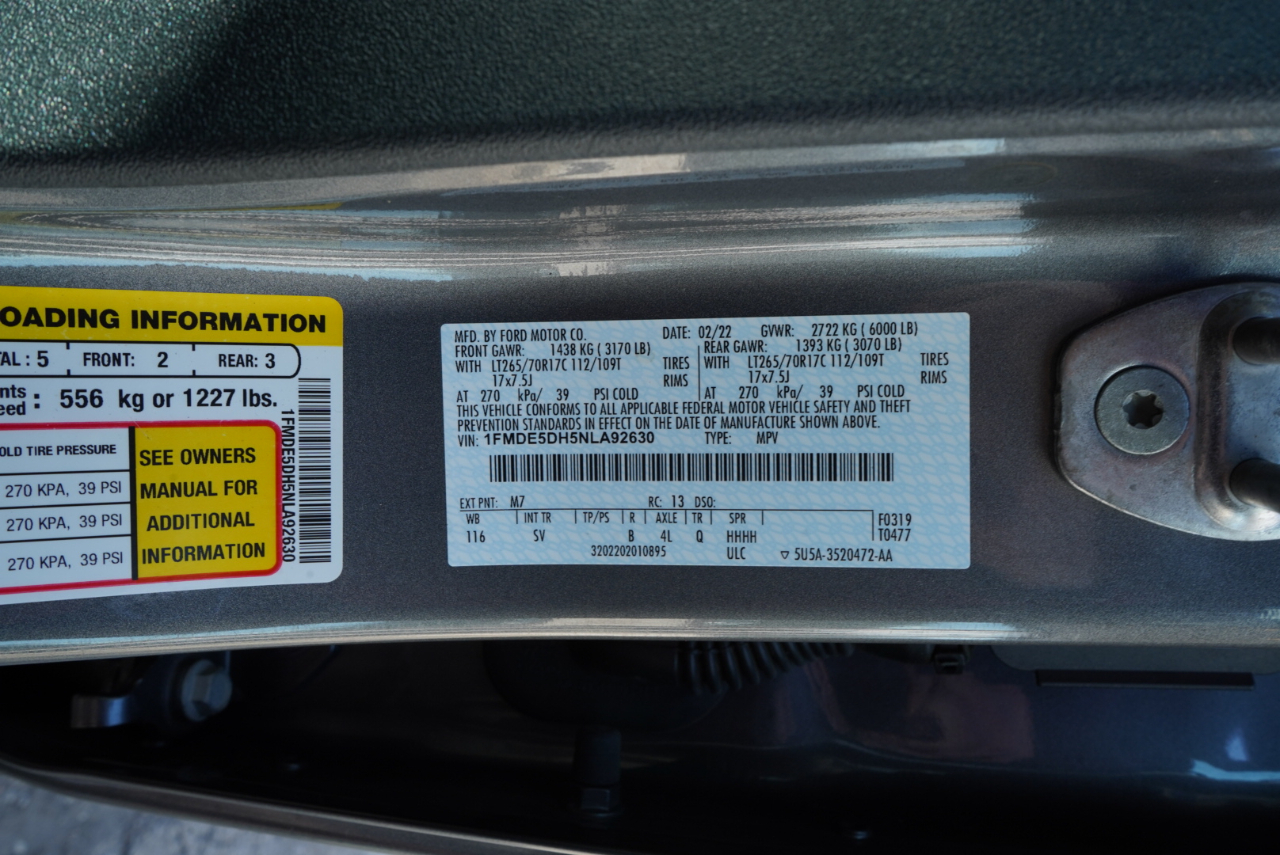 OADING INFORMATION
TAL : 5 FRONT: 2 REAR: 3
nts
eed : 556 kg or 1227 lbs.
OLD TIRE PRESSURE
270 KPA, 39 PSI
270 KPA, 39 PSI
270 KPA, 39 PSI
SEE OWNERS
MANUAL FOR
ADDITIONAL
INFORMATION
1FMDE5DH5NLA92630
MFD. BY FORD MOTOR CO. DATE: 02/22 GVWR: 2722 KG ( 6000 LB)
FRONT GAWR: 1438 KG ( 3170 LB) REAR GAWR: 1393 KG ( 3070 LB)
WITH LT265/70R17C 112/109T TIRES WITH LT265/70R17C 112/109T TIRES
17x7.5J RIMS 17x7.5J RIMS
AT 270 kPa/ 39 PSI COLD AT 270 kPa/ 39 PSI COLD
THIS VEHICLE CONFORMS TO ALL APPLICABLE FEDERAL MOTOR VEHICLE SAFETY AND THEFT
PREVENTION STANDARDS IN EFFECT ON THE DATE OF MANUFACTURE SHOWN ABOVE.
VIN: 1FMDE5DH5NLA92630 TYPE: MPV
EXT PNT: M7 RC: 13 DSO:
WB INT TR TP/PS R AXLE TR SPR F0319
116 SV B 4L Q HHHH T0477
3202202010895 ULC ▽ 5U5A-3520472-AA